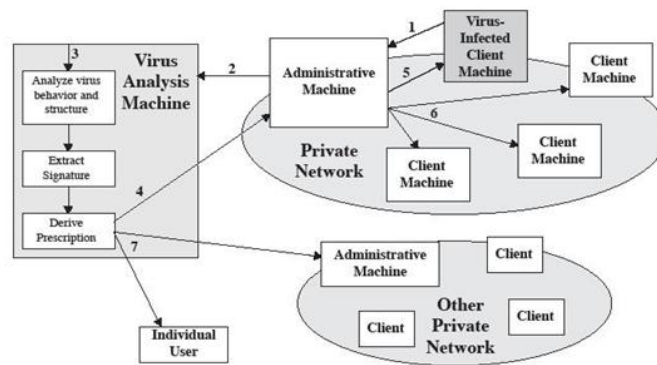 3
Virus
Analysis
Machine
Analyze virus
behavior and
structure
Extract
Signature
Derive
Prescription
2
4
7
Individual
User
1
Virus-
Infected
Client
Machine
Administrative
Machine
5
6
Client
Machine
Client
Machine
Client
Machine
Private
Network
Administrative
Machine
Client
Client
Client
Other
Private
Network